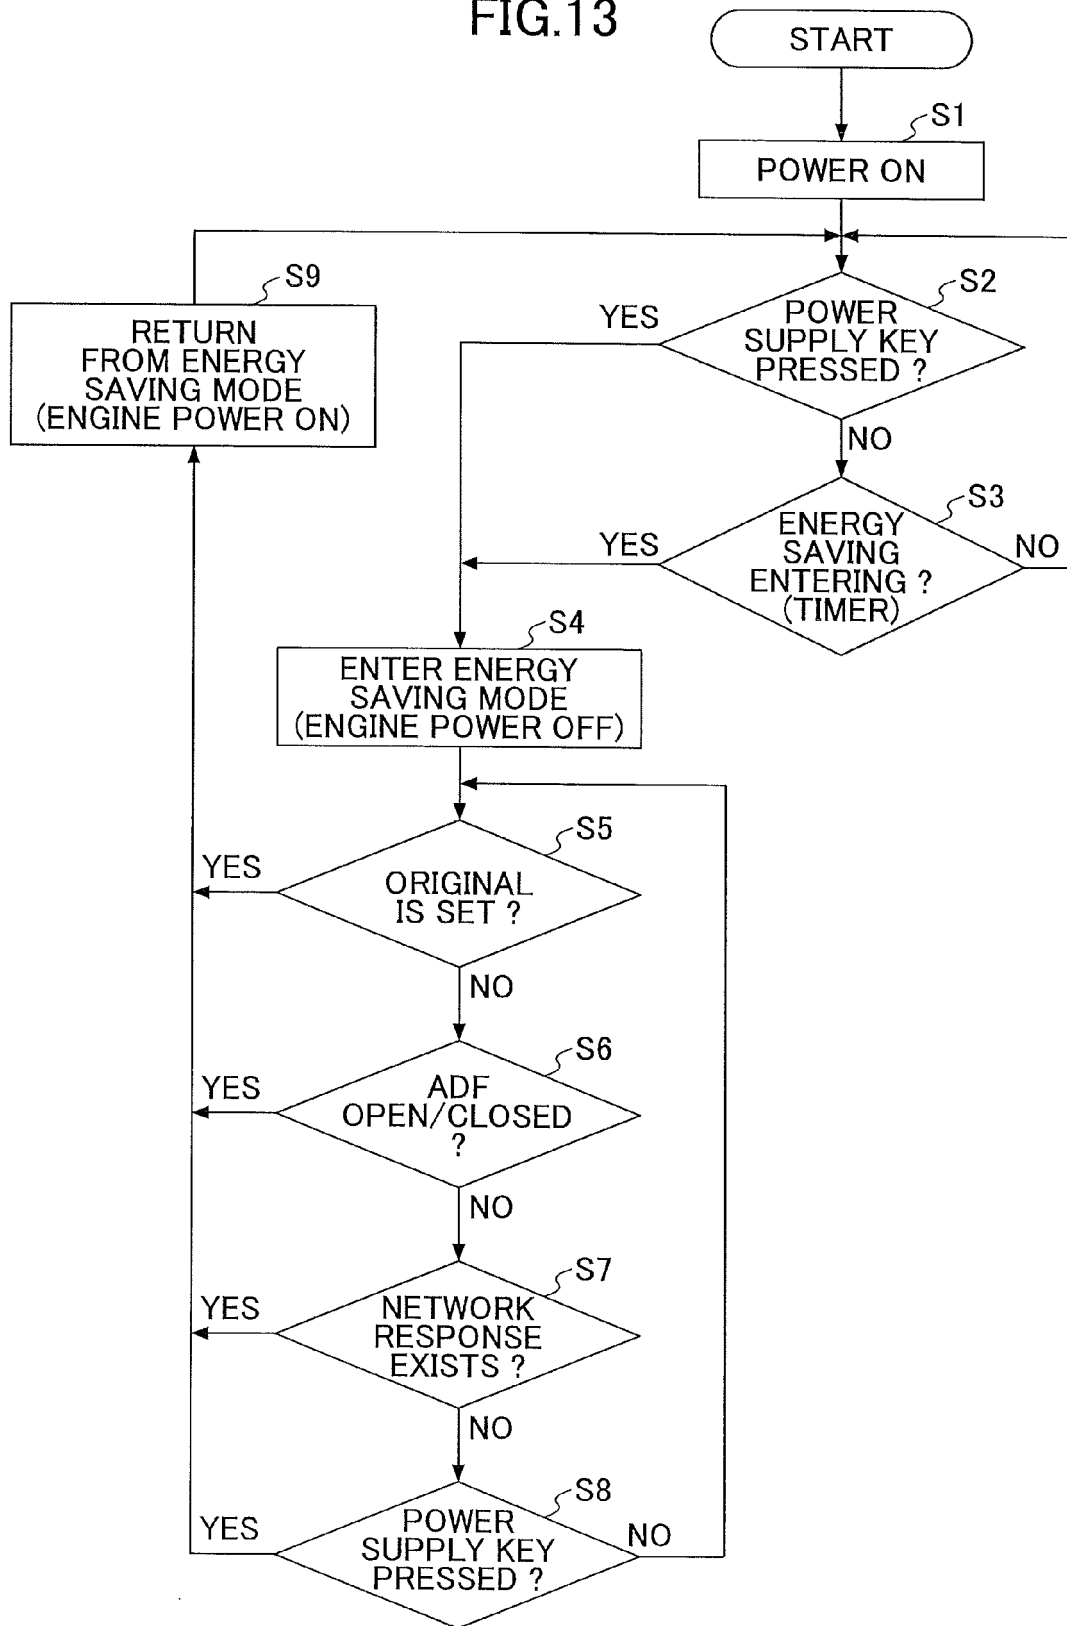 FIG.13
START
S1
POWER ON
S9
RETURN
FROM ENERGY
SAVING MODE
(ENGINE POWER ON)
S2
YES
POWER
SUPPLY KEY
PRESSED ?
NO
S3
YES
ENERGY
SAVING
ENTERING ?
(TIMER)
NO
S4
ENTER ENERGY
SAVING MODE
(ENGINE POWER OFF)
S5
YES
ORIGINAL
IS SET ?
NO
S6
YES
ADF
OPEN/CLOSED
?
NO
S7
YES
NETWORK
RESPONSE
EXISTS ?
NO
S8
YES
POWER
SUPPLY KEY
PRESSED ?
NO